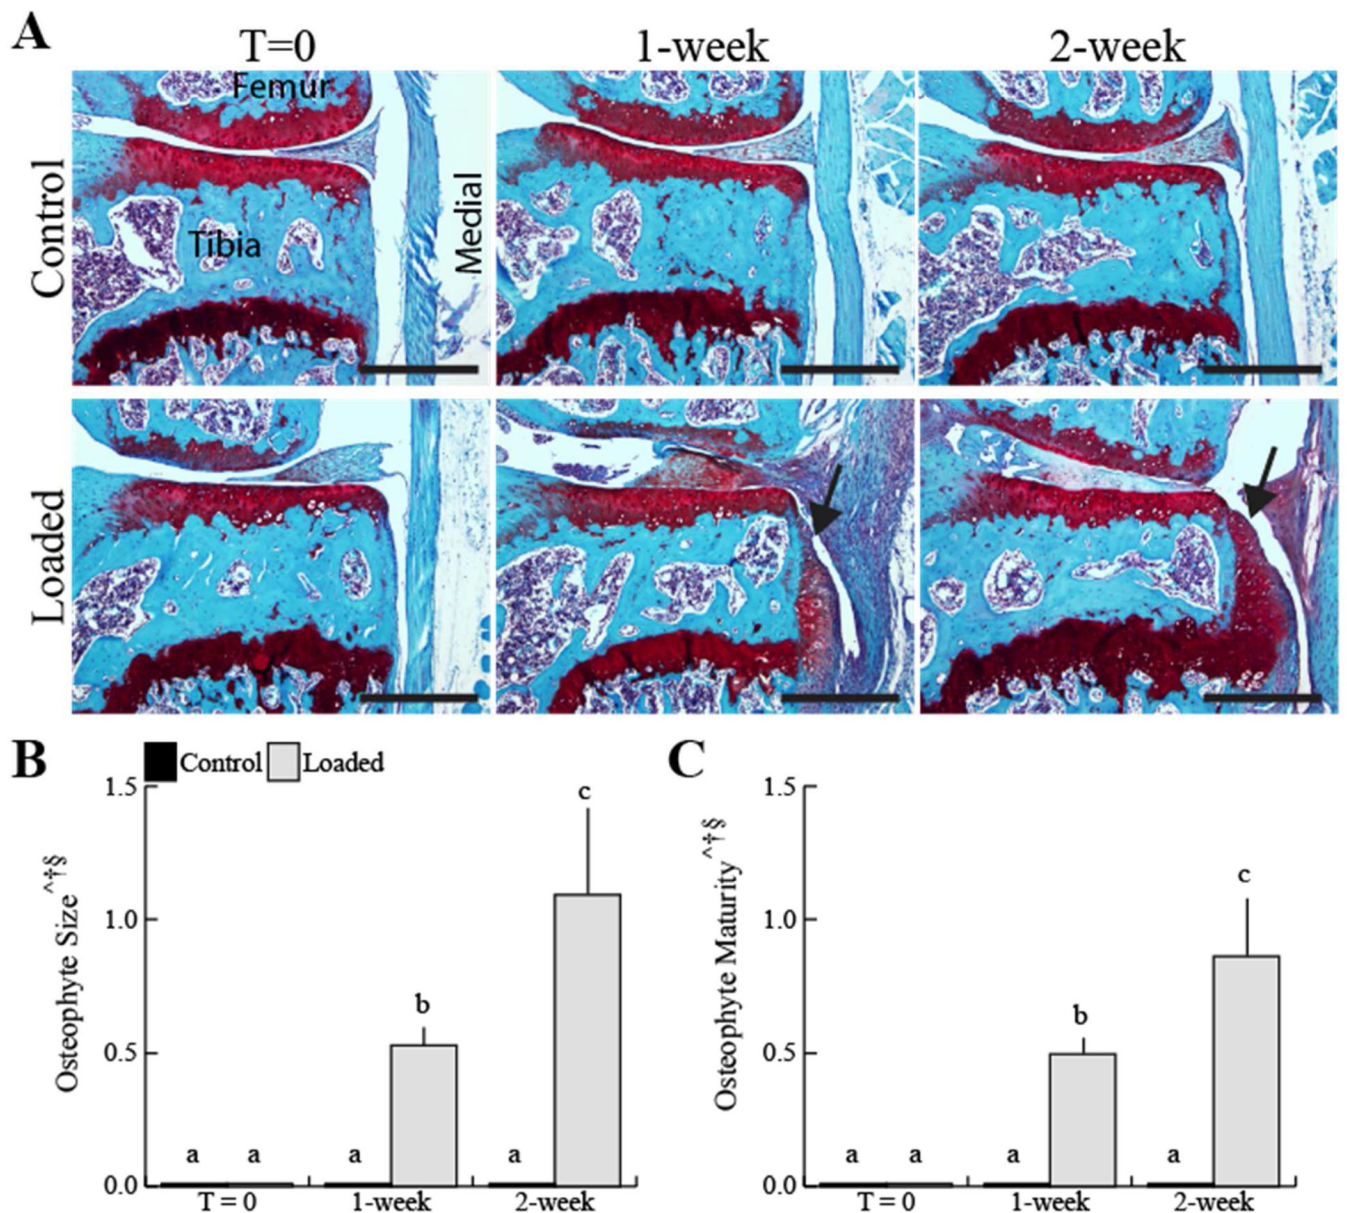 A
T=0
1-week
2-week
Control
Femur
Tibia
Medial
Loaded
B
Control
Loaded
Osteophyte Size^†§
1.5
1.0
0.5
0.0
a
a
a
b
a
c
T = 0
1-week
2-week
C
Osteophyte Maturity^†§
1.5
1.0
0.5
0.0
a
a
a
b
a
c
T = 0
1-week
2-week